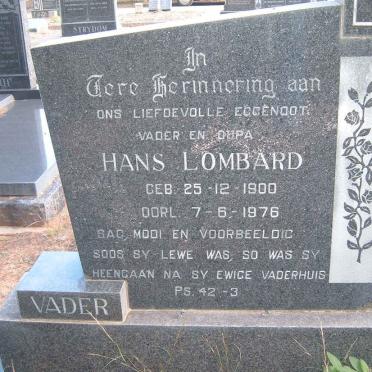 STRYDOM
In
Tere Herinnering aan
ONS LIEFDEVOLLE EGGENOOT
VADER EN OUPA
HANS LOMBARD
GEB. 25-12-1900
OORL. 7-6-1976
SAG, MOOI EN VOORBEELDIG
SOOS SY LEWE WAS, SO WAS SY
HEENGAAN NA SY EWIGE VADERHUIS
PS. 42-3
VADER